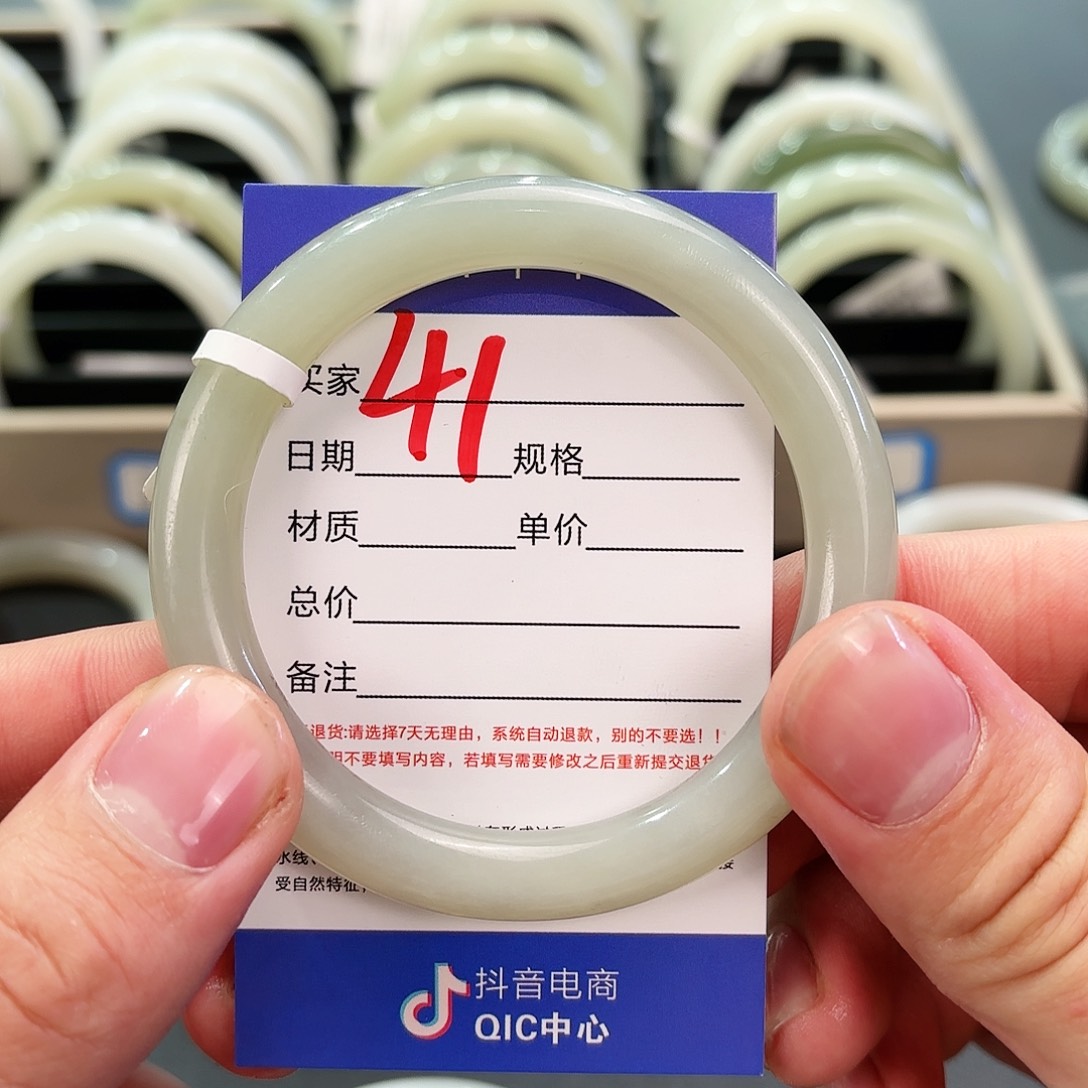 41
买家
日期 规格
材质 单价
总价
备注
退货:请选择7天无理由，系统自动退款，别的不要选！！
不要填写内容，若填写需要修改之后重新提交退货
水线、
受自然特征，
抖音电商
QIC中心